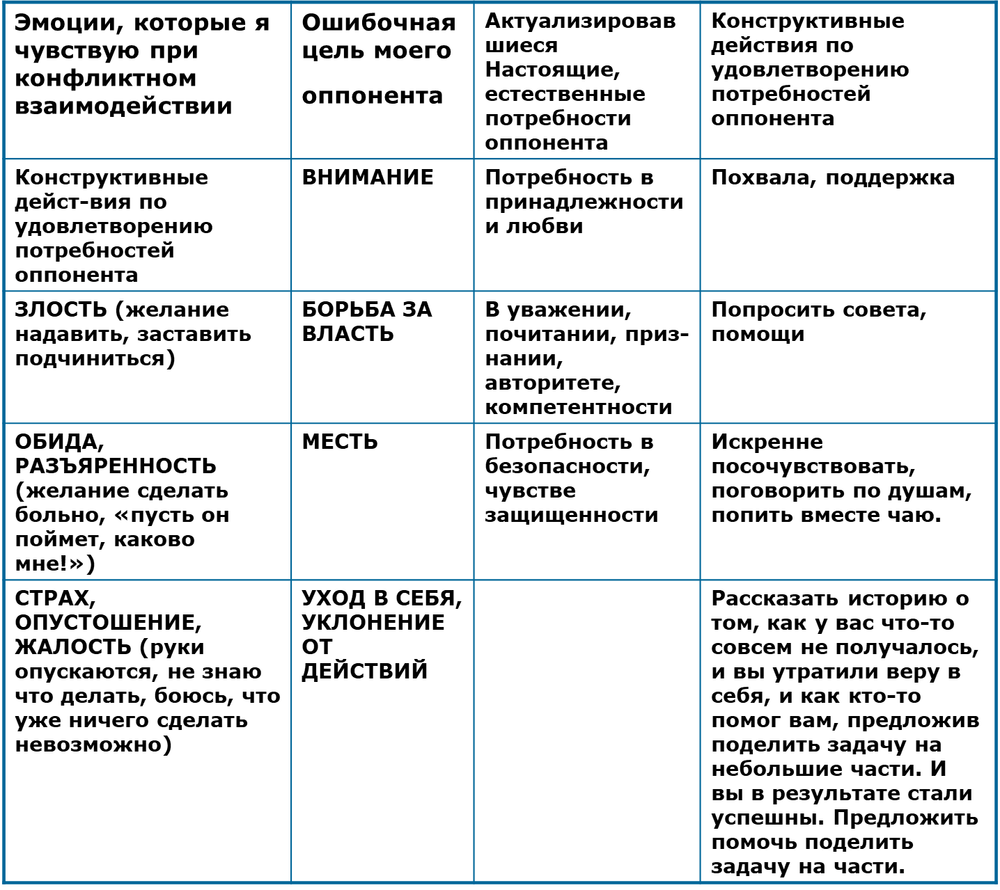 Эмоции, которые я
чувствую при
конфликтном
взаимодействии
Ошибочная
цель моего
оппонента
Актуализировав
шиеся
Настоящие,
естественные
потребности
оппонента
Конструктивные
действия по
удовлетворению
потребностей
оппонента
Конструктивные
дейст-вия по
удовлетворению
потребностей
оппонента
ВНИМАНИЕ
Потребность в
принадлежности
и любви
Похвала, поддержка
ЗЛОСТЬ (желание
надавить, заставить
подчиниться)
БОРЬБА ЗА
ВЛАСТЬ
В уважении,
почитании, приз-
нании,
авторитете,
компетентности
Попросить совета,
помощи
ОБИДА,
РАЗЪЯРЕННОСТЬ
(желание сделать
больно, «пусть он
поймет, каково
мне!»)
МЕСТЬ
Потребность в
безопасности,
чувстве
защищенности
Искренне
посочувствовать,
поговорить по душам,
попить вместе чаю.
СТРАХ,
ОПУСТОШЕНИЕ,
ЖАЛОСТЬ (руки
опускаются, не знаю
что делать, боюсь, что
уже ничего сделать
невозможно)
УХОД В СЕБЯ,
УКЛОНЕНИЕ
ОТ
ДЕЙСТВИЙ
Рассказать историю о
том, как у вас что-то
совсем не получалось,
и вы утратили веру в
себя, и как кто-то
помог вам, предложив
поделить задачу на
небольшие части. И
вы в результате стали
успешны. Предложить
помочь поделить
задачу на части.